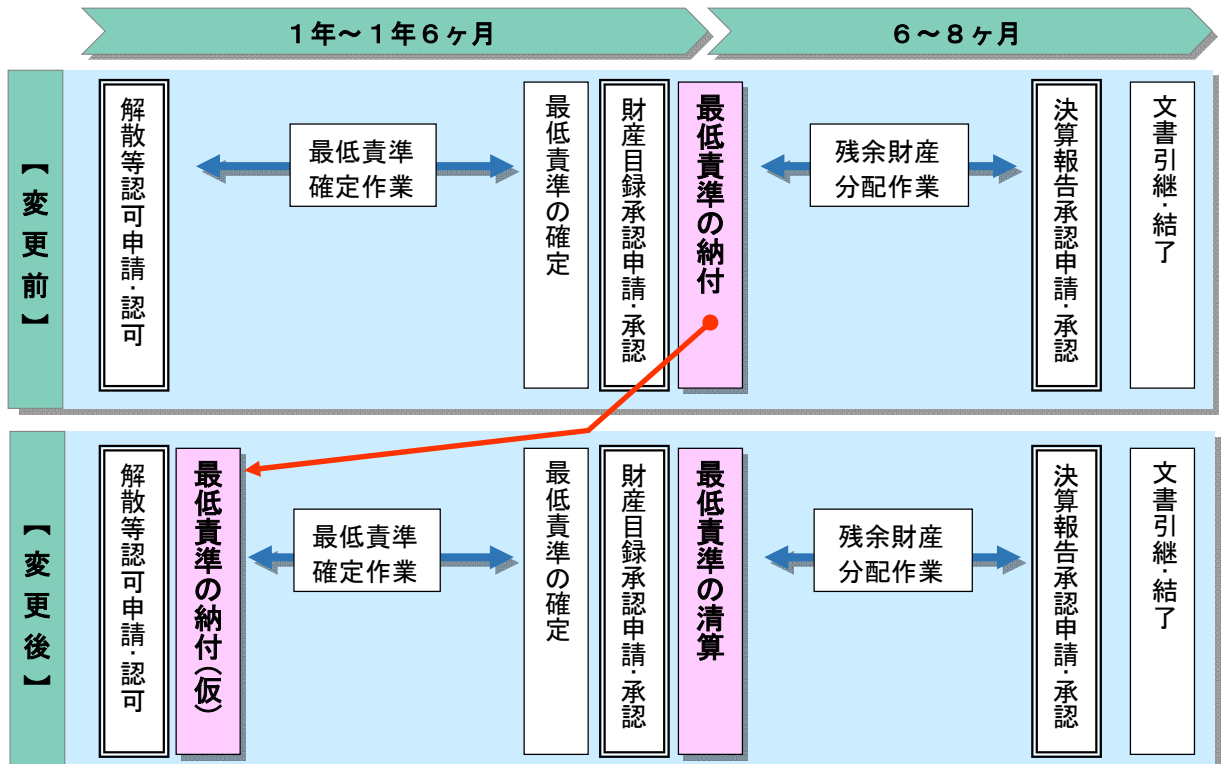 1年～1年6ヶ月
6～8ヶ月
【変更前】
解散等認可申請・認可
最低責準
確定作業
最低責準の確定
財産目録承認申請・承認
最低責準の納付
残余財産
分配作業
決算報告承認申請・承認
文書引継・結了
【変更後】
解散等認可申請・認可
最低責準の納付(仮)
最低責準
確定作業
最低責準の確定
財産目録承認申請・承認
最低責準の清算
残余財産
分配作業
決算報告承認申請・承認
文書引継・結了